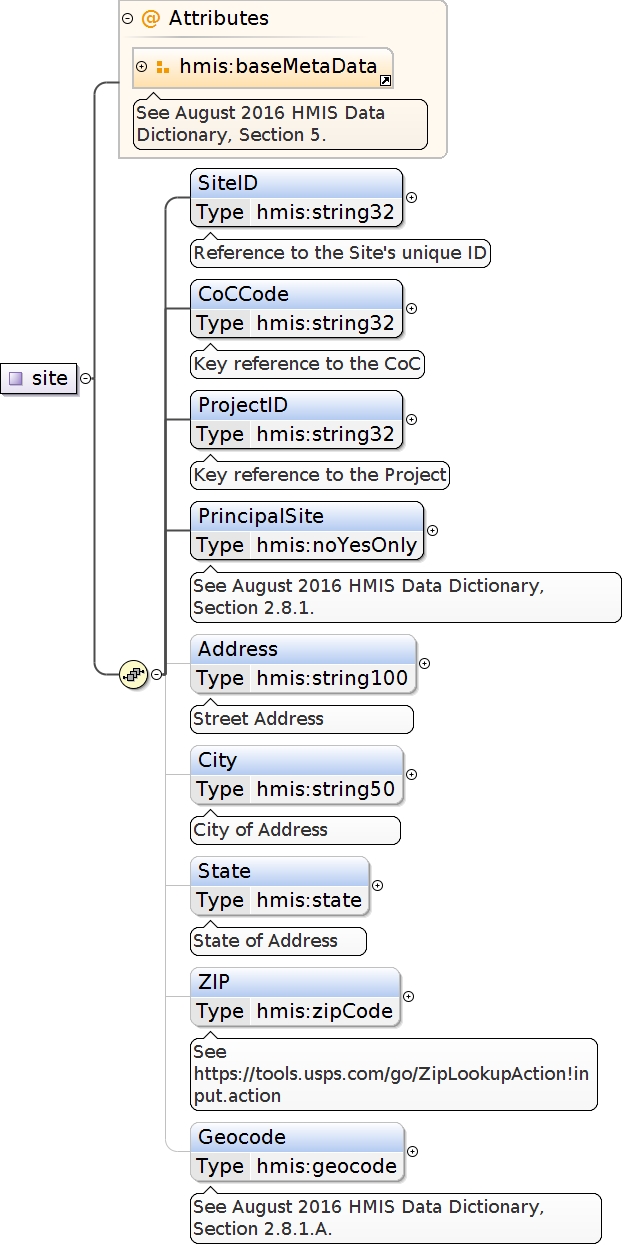 Attributes
hmis:baseMetaData
See August 2016 HMIS Data
Dictionary, Section 5.
SiteID
Type hmis:string32
Reference to the Site's unique ID
CoCCode
Type hmis:string32
Key reference to the CoC
site
ProjectID
Type hmis:string32
Key reference to the Project
PrincipalSite
Type hmis:noYesOnly
See August 2016 HMIS Data Dictionary,
Section 2.8.1.
Address
Type hmis:string100
Street Address
City
Type hmis:string50
City of Address
State
Type hmis:state
State of Address
ZIP
Type hmis:zipCode
See
https://tools.usps.com/go/ZipLookupAction!in
put.action
Geocode
Type hmis:geocode
See August 2016 HMIS Data Dictionary,
Section 2.8.1.A.